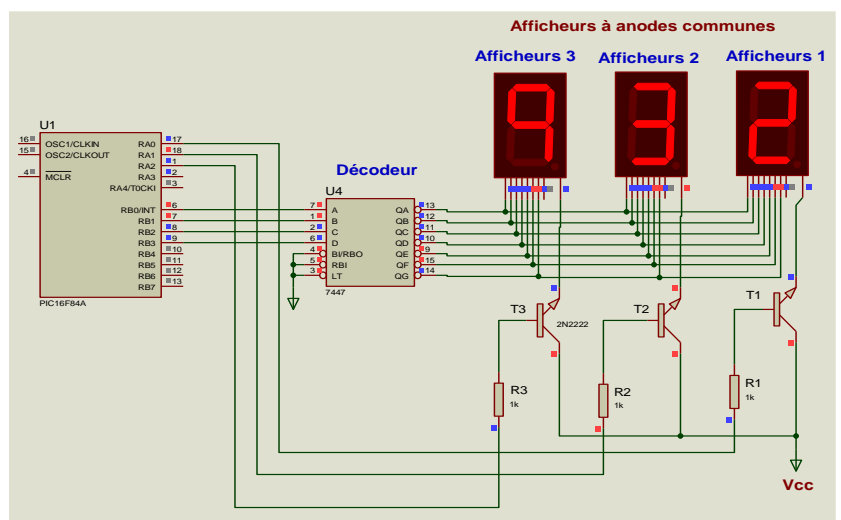 Afficheurs à anodes communes
Afficheurs 3
Afficheurs 2
Afficheurs 1
9
3
2
U1
16 OSC1/CLKIN
15 OSC2/CLKOUT
4 MCLR
RA0 17
RA1 18
RA2 1
RA3 2
RA4/T0CKI 3
RB0/INT 6
RB1 7
RB2 8
RB3 9
RB4 10
RB5 11
RB6 12
RB7 13
PIC16F84A
Décodeur
U4
7 A QA 13
1 B QB 12
2 C QC 11
6 D QD 10
4 BI/RBO QE 9
5 RBI QF 15
3 LT QG 14
7447
T3
2N2222
T2
T1
R3
1k
R2
1k
R1
1k
Vcc